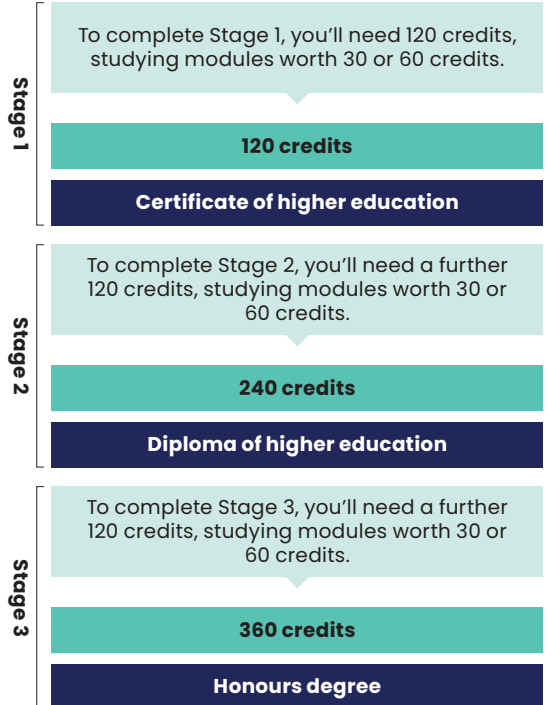 Stage 1
To complete Stage 1, you’ll need 120 credits,
studying modules worth 30 or 60 credits.
120 credits
Certificate of higher education
Stage 2
To complete Stage 2, you’ll need a further
120 credits, studying modules worth 30 or
60 credits.
240 credits
Diploma of higher education
Stage 3
To complete Stage 3, you’ll need a further
120 credits, studying modules worth 30 or
60 credits.
360 credits
Honours degree